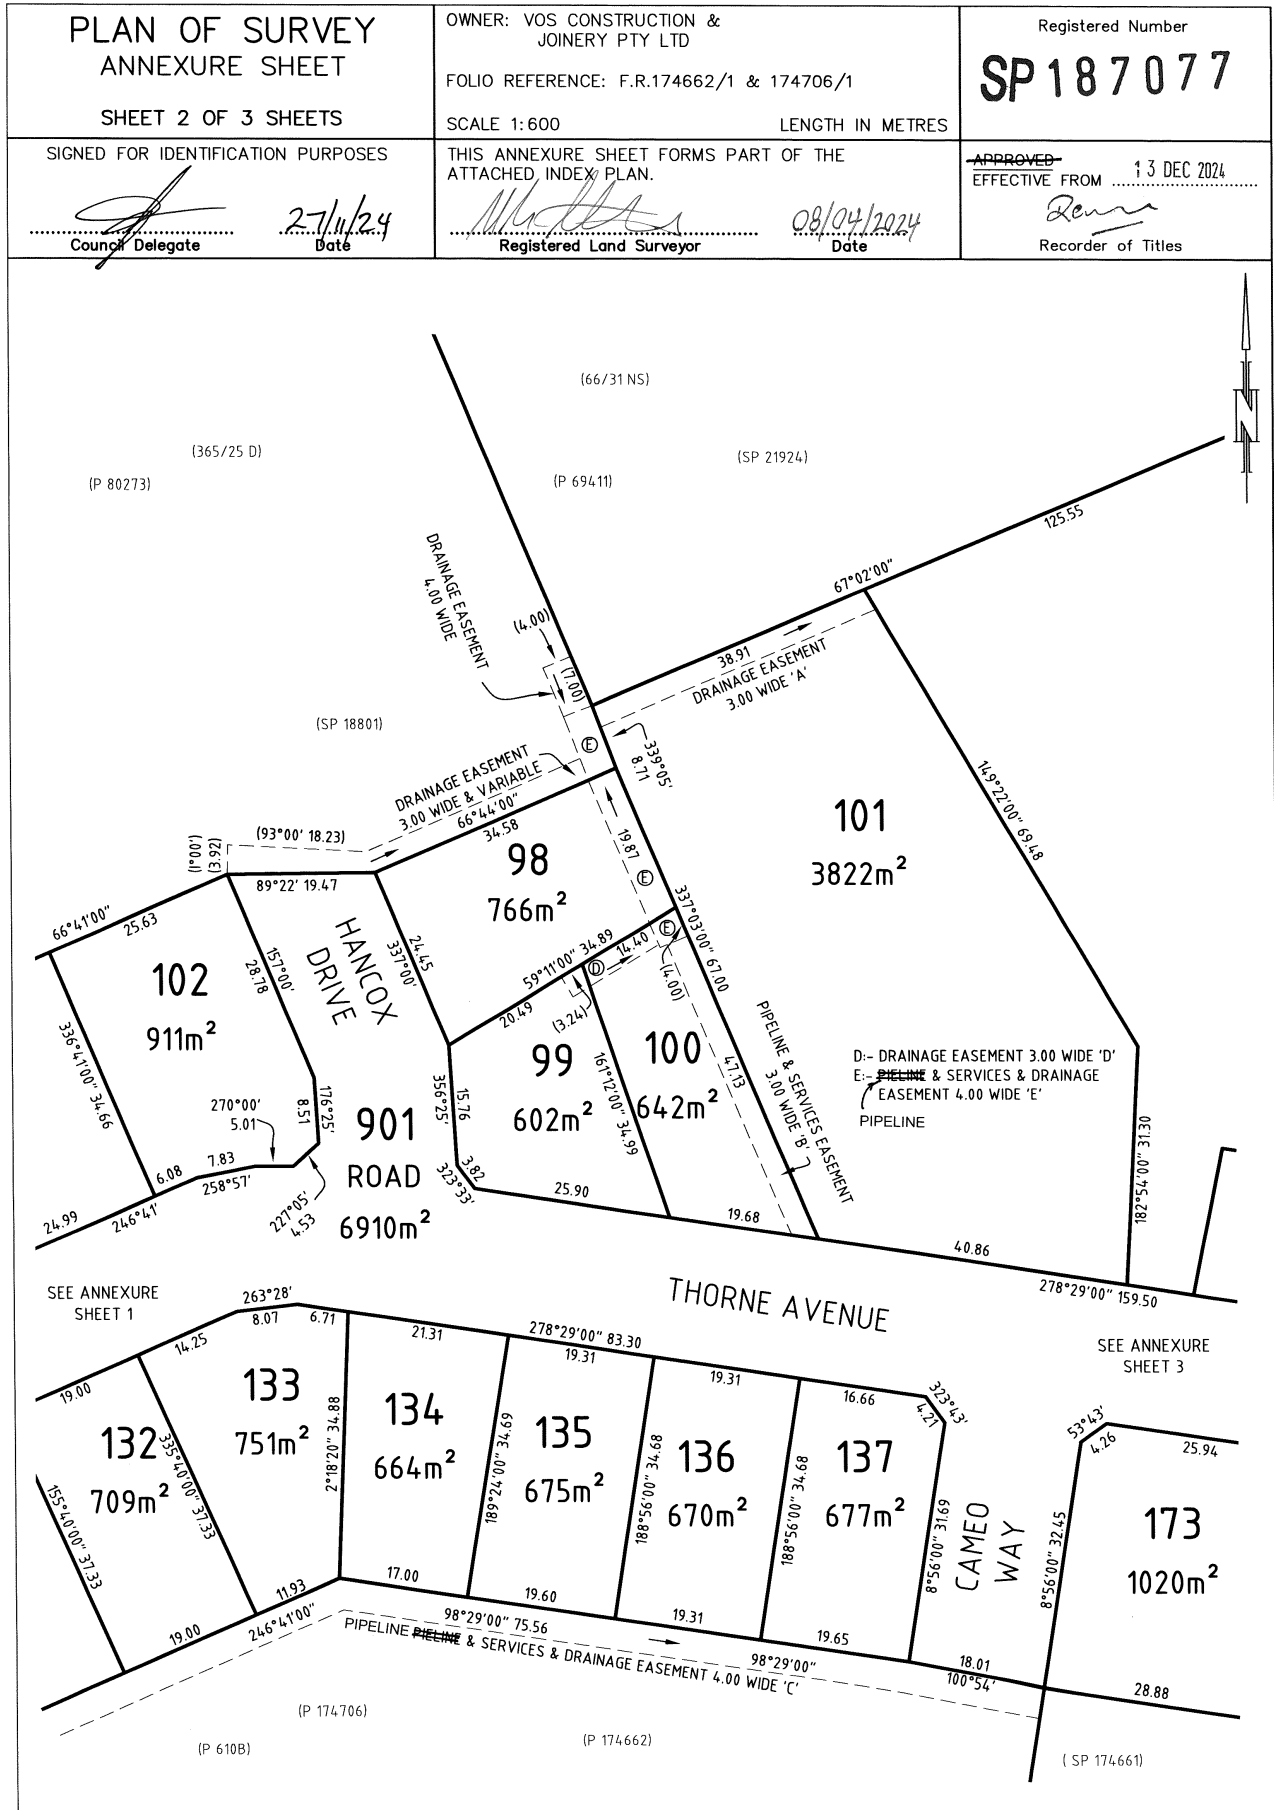 PLAN OF SURVEY
ANNEXURE SHEET
SHEET 2 OF 3 SHEETS
OWNER: VOS CONSTRUCTION &
JOINERY PTY LTD
FOLIO REFERENCE: F.R.174662/1 & 174706/1
SCALE 1:600
LENGTH IN METRES
Registered Number
SP187077
SIGNED FOR IDENTIFICATION PURPOSES
27/11/24
Council Delegate
Date
THIS ANNEXURE SHEET FORMS PART OF THE
ATTACHED INDEX PLAN.
08/04/2024
Registered Land Surveyor
Date
APPROVED
EFFECTIVE FROM
13 DEC 2024
Recorder of Titles
N
(66/31 NS)
(365/25 D)
(SP 21924)
(P 80273)
(P 69411)
125.55
DRAINAGE EASEMENT
4.00 WIDE
67°02'00"
(4.00)
38.91
DRAINAGE EASEMENT
3.00 WIDE 'A'
(7.00)
(SP 18801)
E
339°05'
8.71
DRAINAGE EASEMENT
3.00 WIDE & VARIABLE
66°44'00"
34.58
149°22'00" 69.48
101
3822m²
(1°00')
(3.92)
(93°00' 18.23)
89°22' 19.47
98
766m²
19.87
E
66°41'00"
25.63
HANCOX
DRIVE
24.45
337°00'
337°03'00" 67.00
59°11'00" 34.89
14.40
E
D
(4.00)
20.49
(3.24)
102
911m²
157°00'
28.78
336°41'00" 34.66
99
602m²
161°12'00" 34.99
100
642m²
47.13
PIPELINE & SERVICES EASEMENT
3.00 WIDE 'B'
D:- DRAINAGE EASEMENT 3.00 WIDE 'D'
E:- PIELINE & SERVICES & DRAINAGE
EASEMENT 4.00 WIDE 'E'
PIPELINE
270°00'
5.01
176°25'
8.51
356°25'
15.76
901
ROAD
6910m²
3.82
323°33'
6.08
7.83
258°57'
227°05'
4.53
24.99
246°41'
25.90
19.68
40.86
182°54'00" 31.30
278°29'00" 159.50
SEE ANNEXURE
SHEET 1
THORNE AVENUE
SEE ANNEXURE
SHEET 3
263°28'
8.07
6.71
14.25
21.31
278°29'00" 83.30
19.31
19.31
16.66
323°43'
4.21
53°43'
4.26
25.94
19.00
132
709m²
133
751m²
134
664m²
135
675m²
136
670m²
137
677m²
173
1020m²
155°40'00" 37.33
335°40'00" 37.33
2°18'20" 34.88
189°24'00" 34.69
188°56'00" 34.68
188°56'00" 34.68
8°56'00" 31.69
CAMEO
WAY
8°56'00" 32.45
19.00
11.93
246°41'00"
17.00
19.60
19.31
19.65
18.01
100°54'
28.88
98°29'00" 75.56
98°29'00"
PIPELINE PIELINE & SERVICES & DRAINAGE EASEMENT 4.00 WIDE 'C'
(P 174706)
(P 610B)
(P 174662)
( SP 174661)